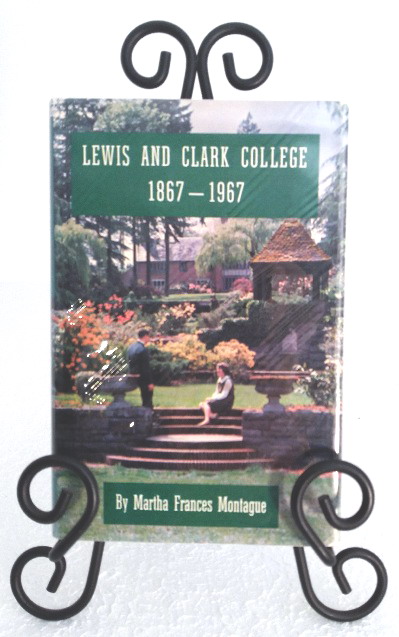 LEWIS AND CLARK COLLEGE
1867–1967
By Martha Frances Montague